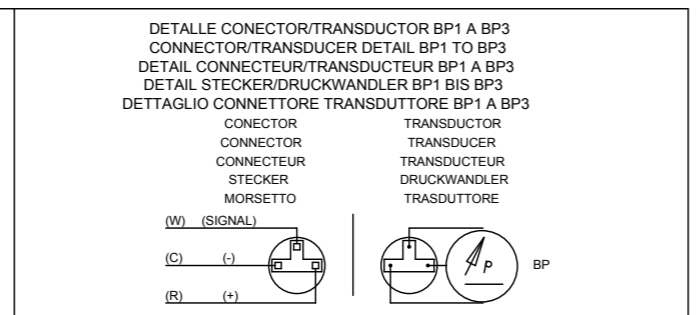 DETALLE CONECTOR/TRANSDUCTOR BP1 A BP3
CONNECTOR/TRANSDUCER DETAIL BP1 TO BP3
DETAIL CONNECTEUR/TRANSDUCTEUR BP1 A BP3
DETAIL STECKER/DRUCKWANDLER BP1 BIS BP3
DETTAGLIO CONNETTORE TRANSDUTTORE BP1 A BP3
CONECTOR TRANSDUCTOR
CONNECTOR TRANSDUCER
CONNECTEUR TRANSDUCTEUR
STECKER DRUCKWANDLER
MORSETTO TRASDUTTORE
(W) (SIGNAL)
(C) (-) P BP
(R) (+)